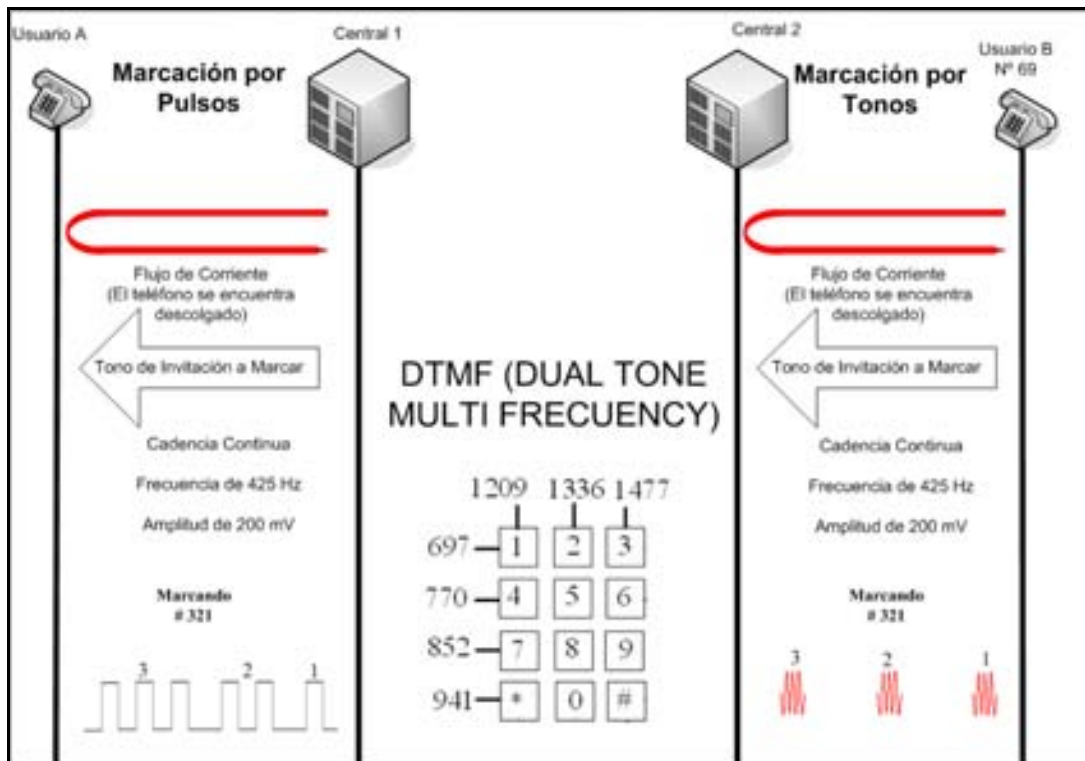 Usuario A
Central 1
Central 2
Usuario B
Nº 69
Marcación por
Pulsos
Marcación por
Tonos
Flujo de Corriente
(El teléfono se encuentra
descolgado)
Tono de Invitación a Marcar
Cadencia Continua
Frecuencia de 425 Hz
Amplitud de 200 mV
Marcando
# 321
3 2 1
DTMF (DUAL TONE
MULTI FRECUENCY)
1209 1336 1477
697 1 2 3
770 4 5 6
852 7 8 9
941 * 0 #
Flujo de Corriente
(El teléfono se encuentra
descolgado)
Tono de Invitación a Marcar
Cadencia Continua
Frecuencia de 425 Hz
Amplitud de 200 mV
Marcando
# 321
3 2 1